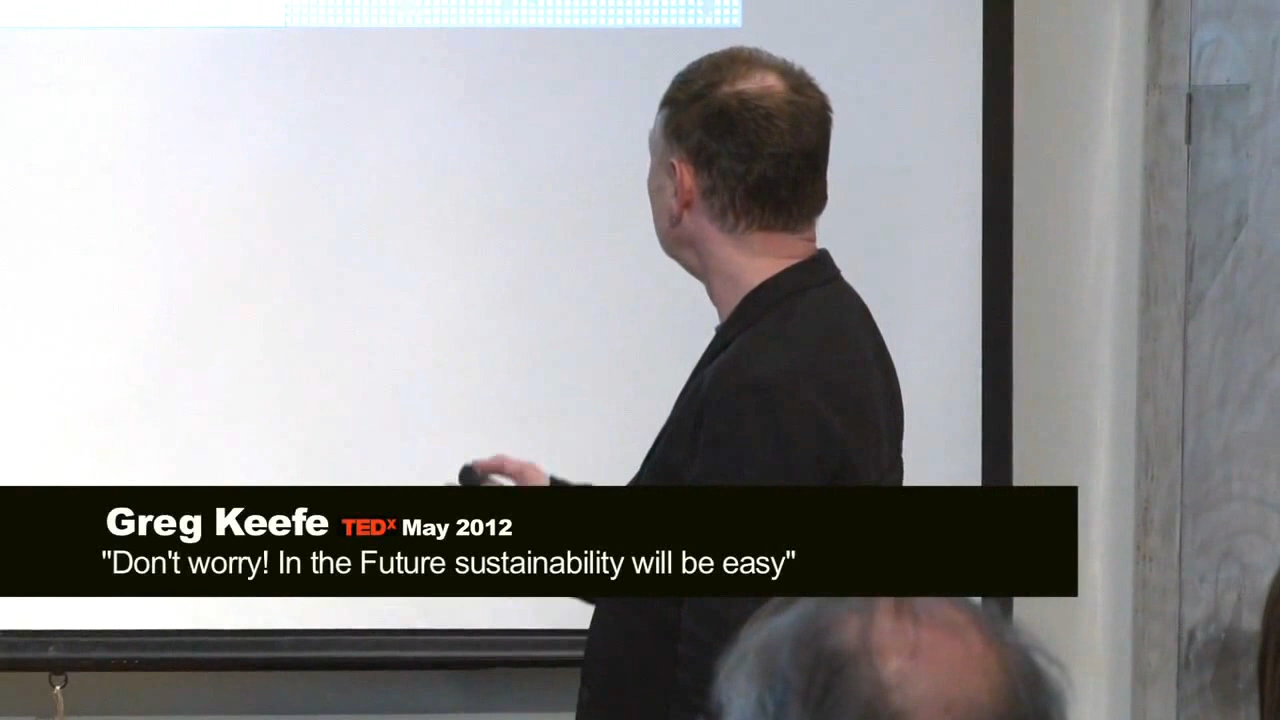 Greg Keefe TEDx May 2012
"Don't worry! In the Future sustainability will be easy"